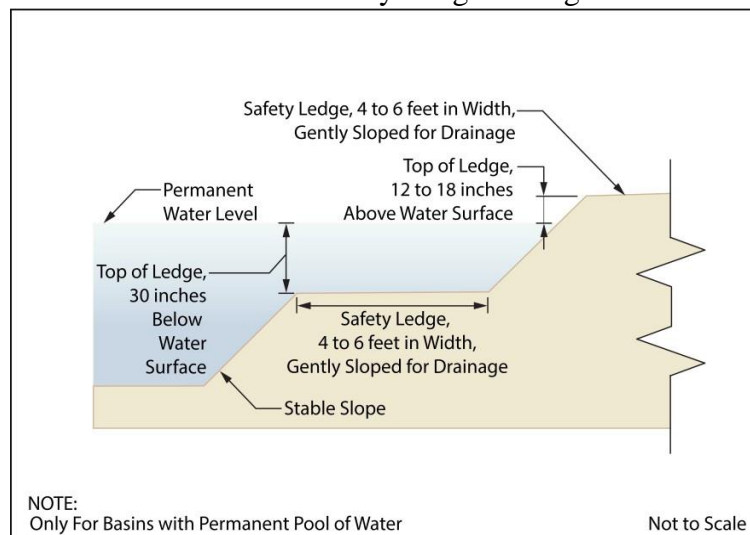 Safety Ledge, 4 to 6 feet in Width,
Gently Sloped for Drainage
Top of Ledge,
12 to 18 inches
Above Water Surface
Permanent
Water Level
Top of Ledge,
30 inches
Below
Water
Surface
Safety Ledge,
4 to 6 feet in Width,
Gently Sloped for Drainage
Stable Slope
NOTE:
Only For Basins with Permanent Pool of Water
Not to Scale